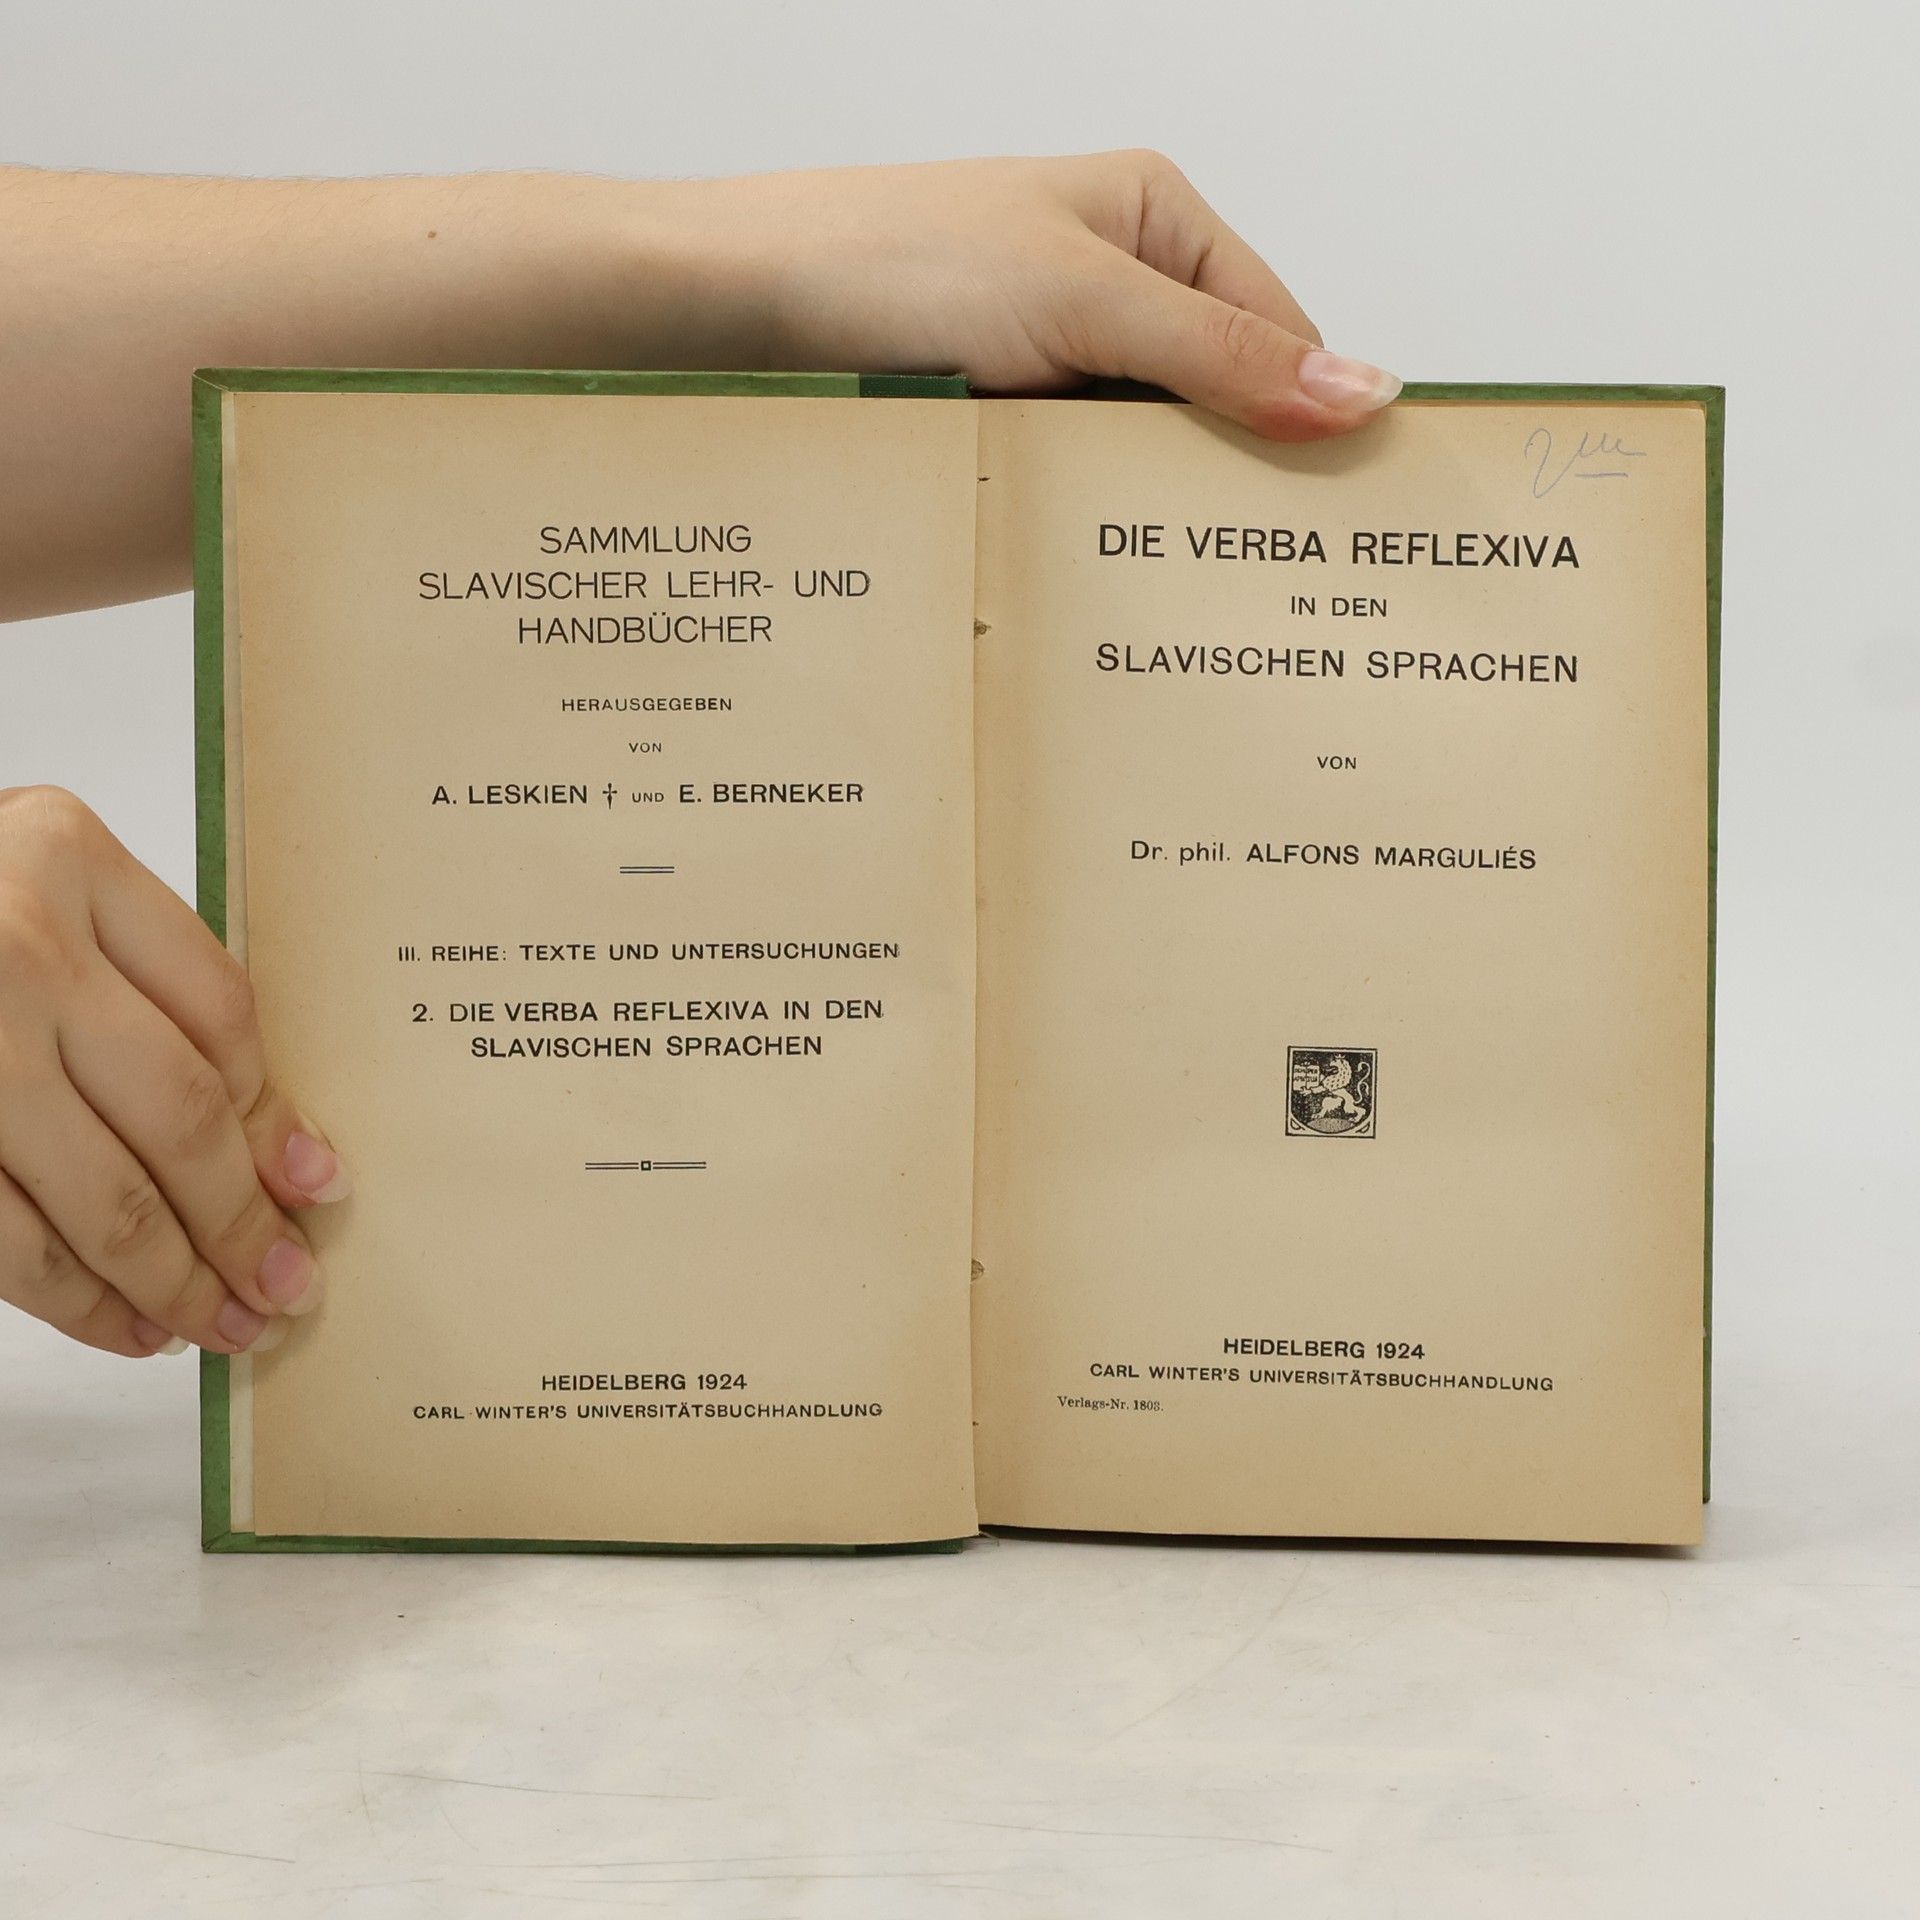 SAMMLUNG
SLAVISCHER LEHR- UND
HANDBÜCHER
HERAUSGEGEBEN
VON
A. LESKIEN † UND E. BERNEKER
III. REIHE: TEXTE UND UNTERSUCHUNGEN
2. DIE VERBA REFLEXIVA IN DEN
SLAVISCHEN SPRACHEN
HEIDELBERG 1924
CARL WINTER'S UNIVERSITÄTSBUCHHANDLUNG
DIE VERBA REFLEXIVA
IN DEN
SLAVISCHEN SPRACHEN
VON
Dr. phil. ALFONS MARGULIÉS
HEIDELBERG 1924
CARL WINTER'S UNIVERSITÄTSBUCHHANDLUNG
Verlags-Nr. 1803.